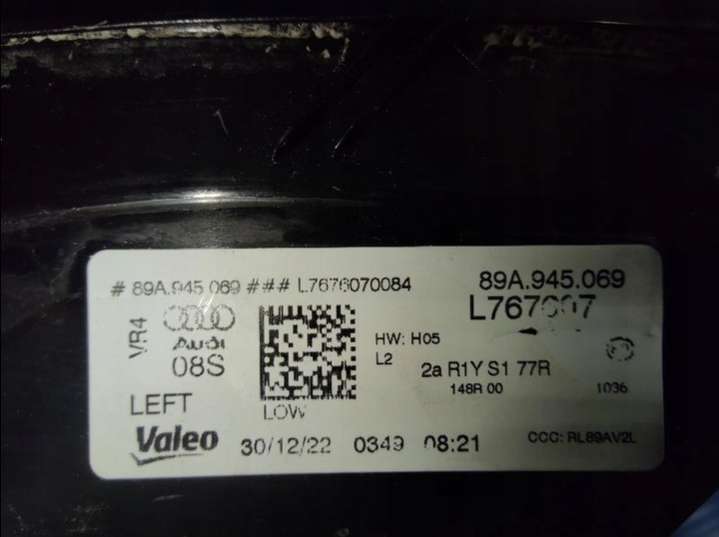 # 89A.945.069 ### L7676070084
89A.945.069
VR4
Audi
08S
HW: H05
L2
2a R1Y S1 77R
148R 00
1036
LEFT
LOW
Valeo
30/12/22 0349 08:21
CCC: RL89AV2L